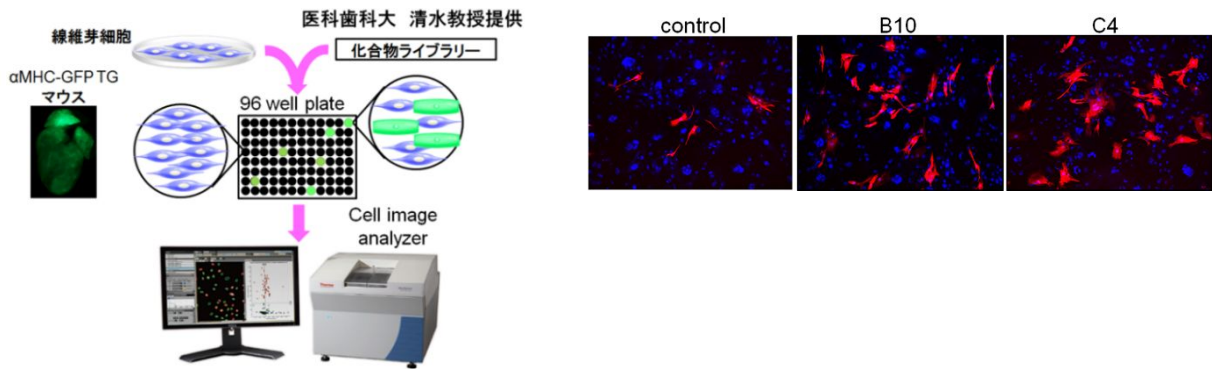 医科歯科大 清水教授提供
線維芽細胞
化合物ライブラリー
αMHC-GFP TG
マウス
96 well plate
Cell image
analyzer
control
B10
C4